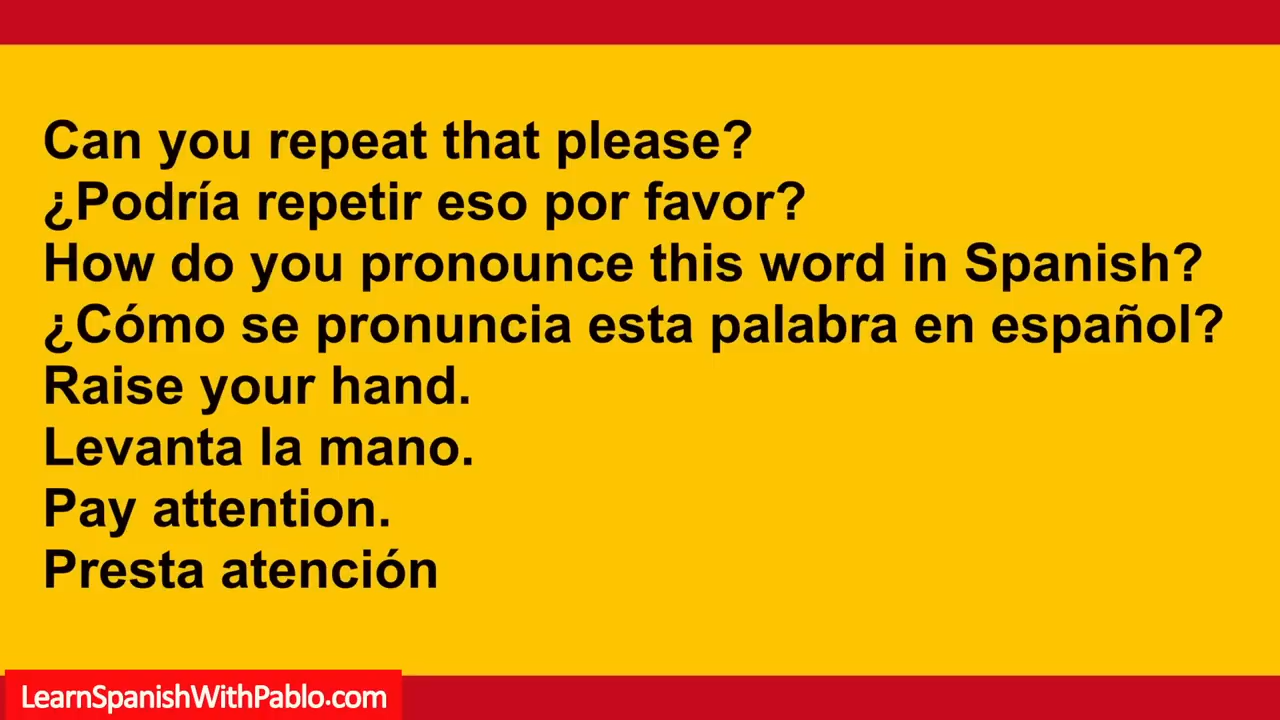 Can you repeat that please?
¿Podría repetir eso por favor?
How do you pronounce this word in Spanish?
¿Cómo se pronuncia esta palabra en español?
Raise your hand.
Levanta la mano.
Pay attention.
Presta atención
LearnSpanishWithPablo.com